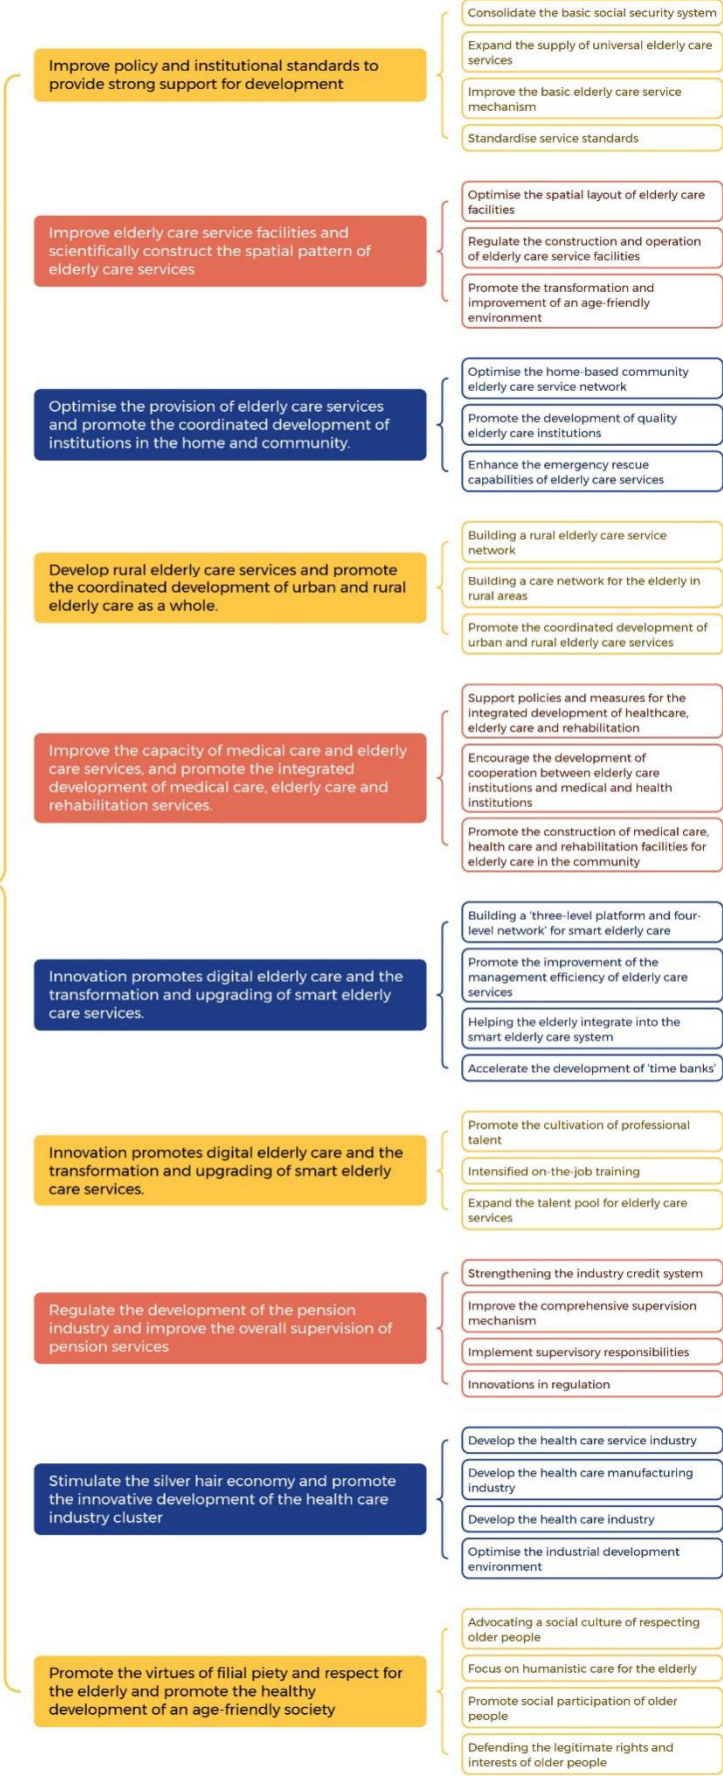 Improve policy and institutional standards to
provide strong support for development
Consolidate the basic social security system
Expand the supply of universal elderly care
services
Improve the basic elderly care service
mechanism
Standardise service standards
Improve elderly care service facilities and
scientifically construct the spatial pattern of
elderly care services
Optimise the spatial layout of elderly care
facilities
Regulate the construction and operation
of elderly care service facilities
Promote the transformation and
improvement of an age-friendly
environment
Optimise the provision of elderly care services
and promote the coordinated development of
institutions in the home and community.
Optimise the home-based community
elderly care service network
Promote the development of quality
elderly care institutions
Enhance the emergency rescue
capabilities of elderly care services
Develop rural elderly care services and promote
the coordinated development of urban and rural
elderly care as a whole.
Building a rural elderly care service
network
Building a care network for the elderly in
rural areas
Promote the coordinated development of
urban and rural elderly care services
Improve the capacity of medical care and elderly
care services, and promote the integrated
development of medical care, elderly care and
rehabilitation services.
Support policies and measures for the
integrated development of healthcare,
elderly care and rehabilitation
Encourage the development of
cooperation between elderly care
institutions and medical and health
institutions
Promote the construction of medical care,
health care and rehabilitation facilities for
elderly care in the community
Innovation promotes digital elderly care and the
transformation and upgrading of smart elderly
care services.
Building a 'three-level platform and four-
level network' for smart elderly care
Promote the improvement of the
management efficiency of elderly care
services
Helping the elderly integrate into the
smart elderly care system
Accelerate the development of 'time banks'
Innovation promotes digital elderly care and the
transformation and upgrading of smart elderly
care services.
Promote the cultivation of professional
talent
Intensified on-the-job training
Expand the talent pool for elderly care
services
Regulate the development of the pension
industry and improve the overall supervision of
pension services
Strengthening the industry credit system
Improve the comprehensive supervision
mechanism
Implement supervisory responsibilities
Innovations in regulation
Stimulate the silver hair economy and promote
the innovative development of the health care
industry cluster
Develop the health care service industry
Develop the health care manufacturing
industry
Develop the health care industry
Optimise the industrial development
environment
Promote the virtues of filial piety and respect for
the elderly and promote the healthy
development of an age-friendly society
Advocating a social culture of respecting
older people
Focus on humanistic care for the elderly
Promote social participation of older
people
Defending the legitimate rights and
interests of older people